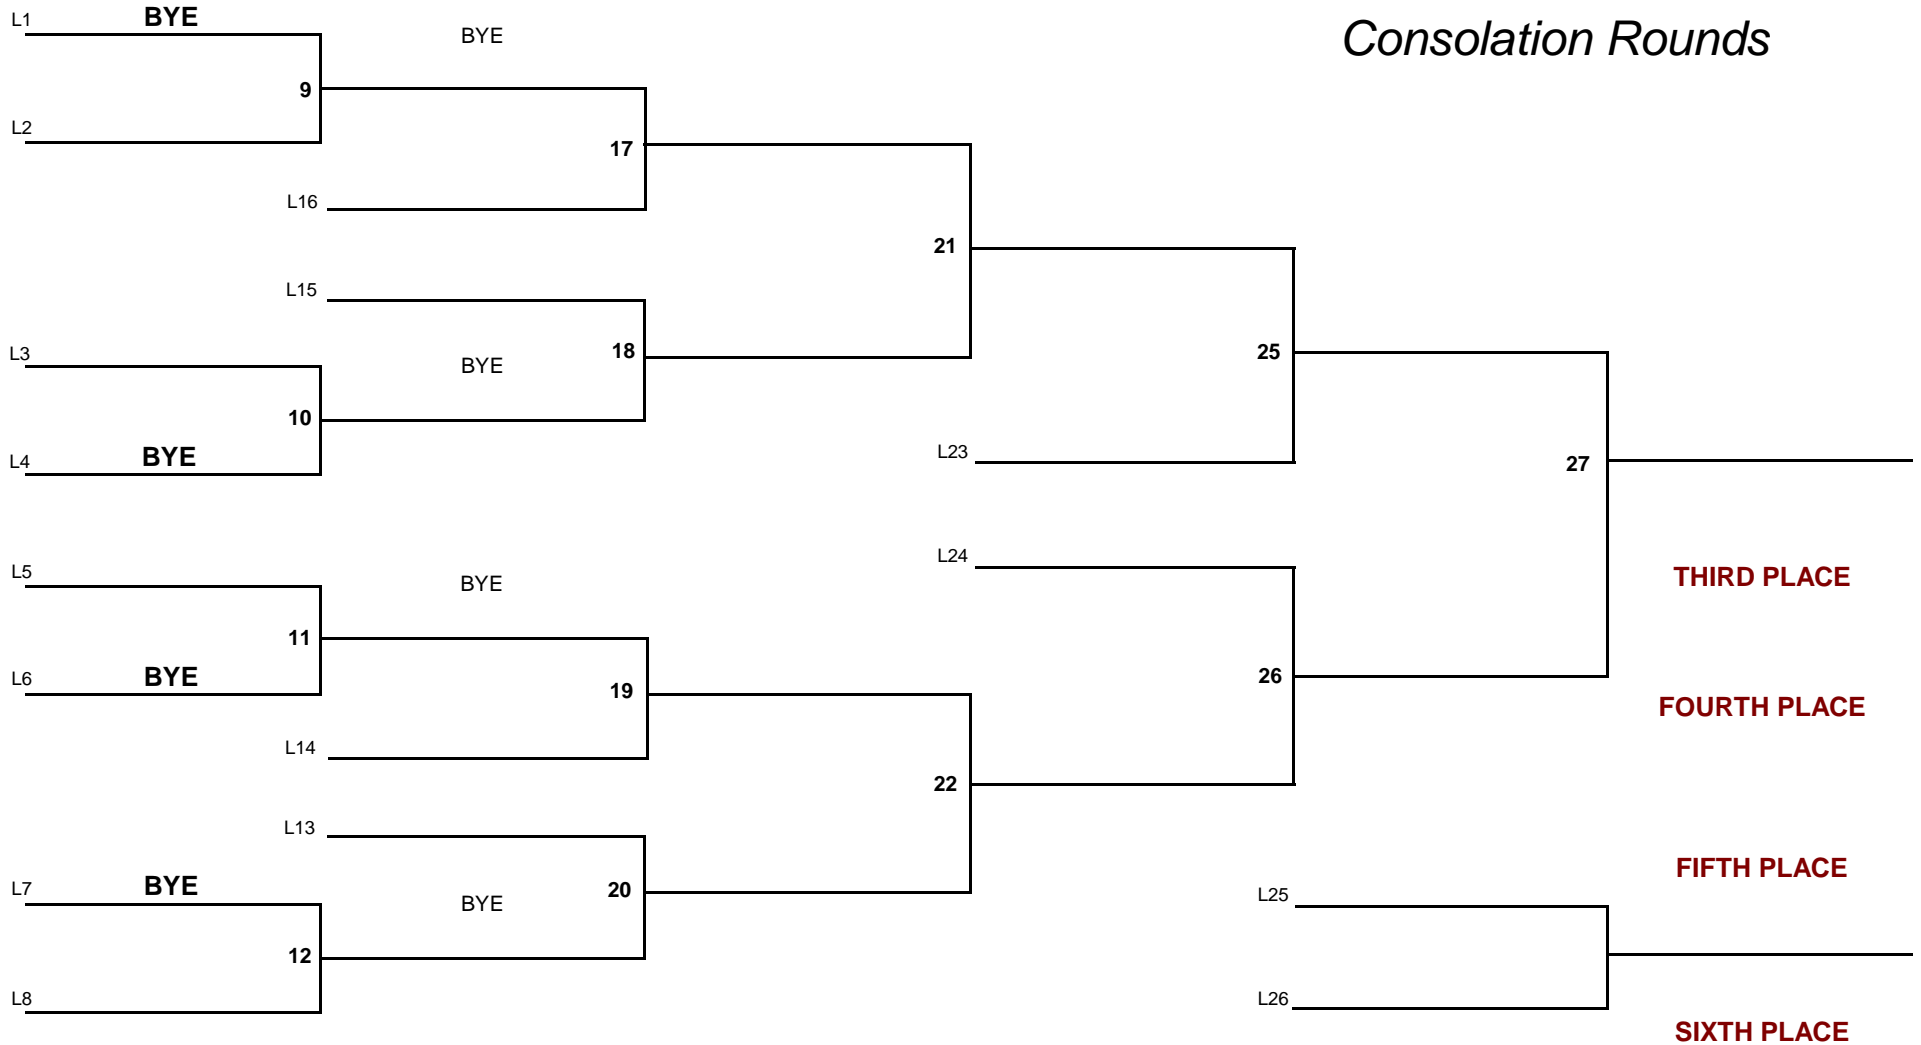 L1 BYE
BYE
Consolation Rounds
9
L2
17
L16
21
L15
18
25
L3
BYE
10
L4 BYE
L23
27
L24
L5
BYE
THIRD PLACE
11
L6 BYE
19
26
FOURTH PLACE
L14
22
L13
FIFTH PLACE
L7 BYE
20
L25
BYE
12
L8
L26
SIXTH PLACE